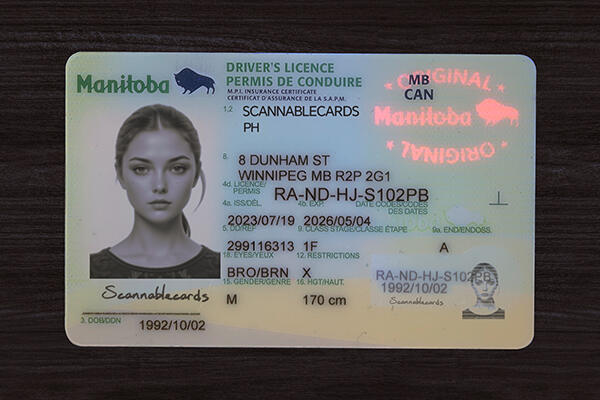 Manitoba
DRIVER'S LICENCE
PERMIS DE CONDUIRE
M.P.I. INSURANCE CERTIFICATE
CERTIFICAT D'ASSURANCE DE LA S.A.P.M.
MB
CAN
ORIGINAL
Manitoba
ORIGINAL
1,2 SCANNABLECARDS
PH
8. 8 DUNHAM ST
WINNIPEG MB R2P 2G1
4d. LICENCE/
PERMIS RA-ND-HJ-S102PB
4a. ISS/DÉL. 4b. EXP. DATE CODES/CODES
DES DATES
2023/07/19 2026/05/04
5. DD/REF 9. CLASS STAGE/CLASSE ÉTAPE 9a. END/ENDOSS.
299116313 1F A
18. EYES/YEUX 12. RESTRICTIONS
BRO/BRN X
15. GENDER/GENRE 16. HGT/HAUT.
M 170 cm
RA-ND-HJ-S102PB
1992/10/02
Scannablecards
Scannablecards
3. DOB/DDN 1992/10/02